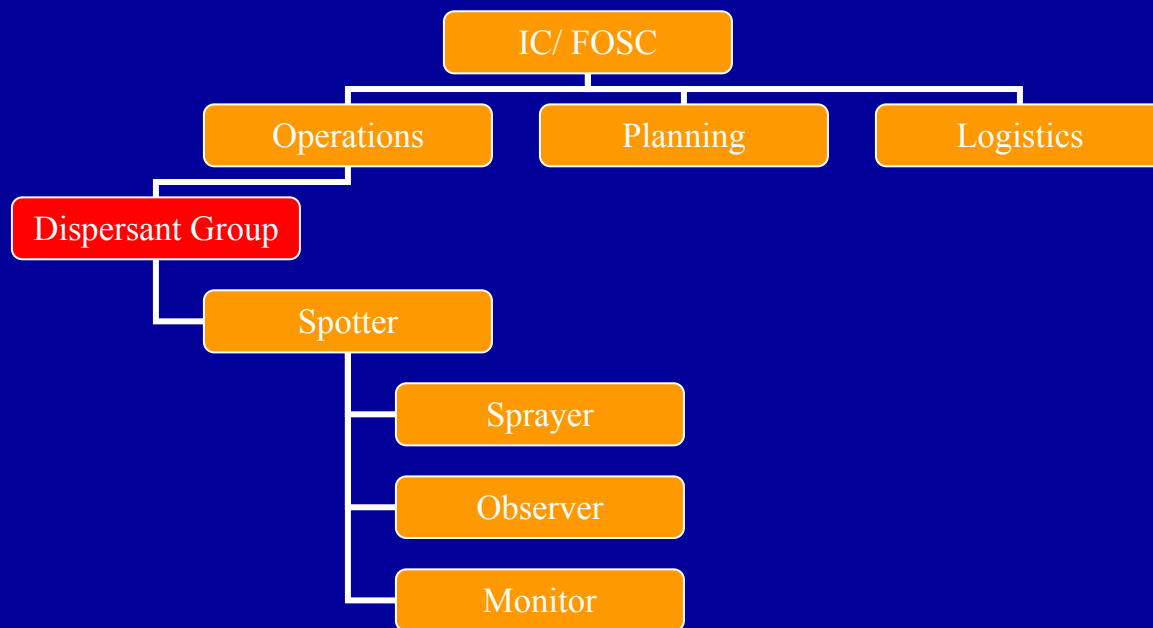 IC/ FOSC
Operations
Planning
Logistics
Dispersant Group
Spotter
Sprayer
Observer
Monitor